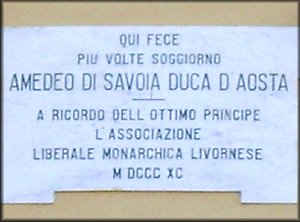 QUI FECE
PIU VOLTE SOGGIORNO
AMEDEO DI SAVOIA DUCA D'AOSTA
A RICORDO DELL'OTTIMO PRINCIPE
L'ASSOCIAZIONE
LIBERALE MONARCHICA LIVORNESE
M DCCC XC